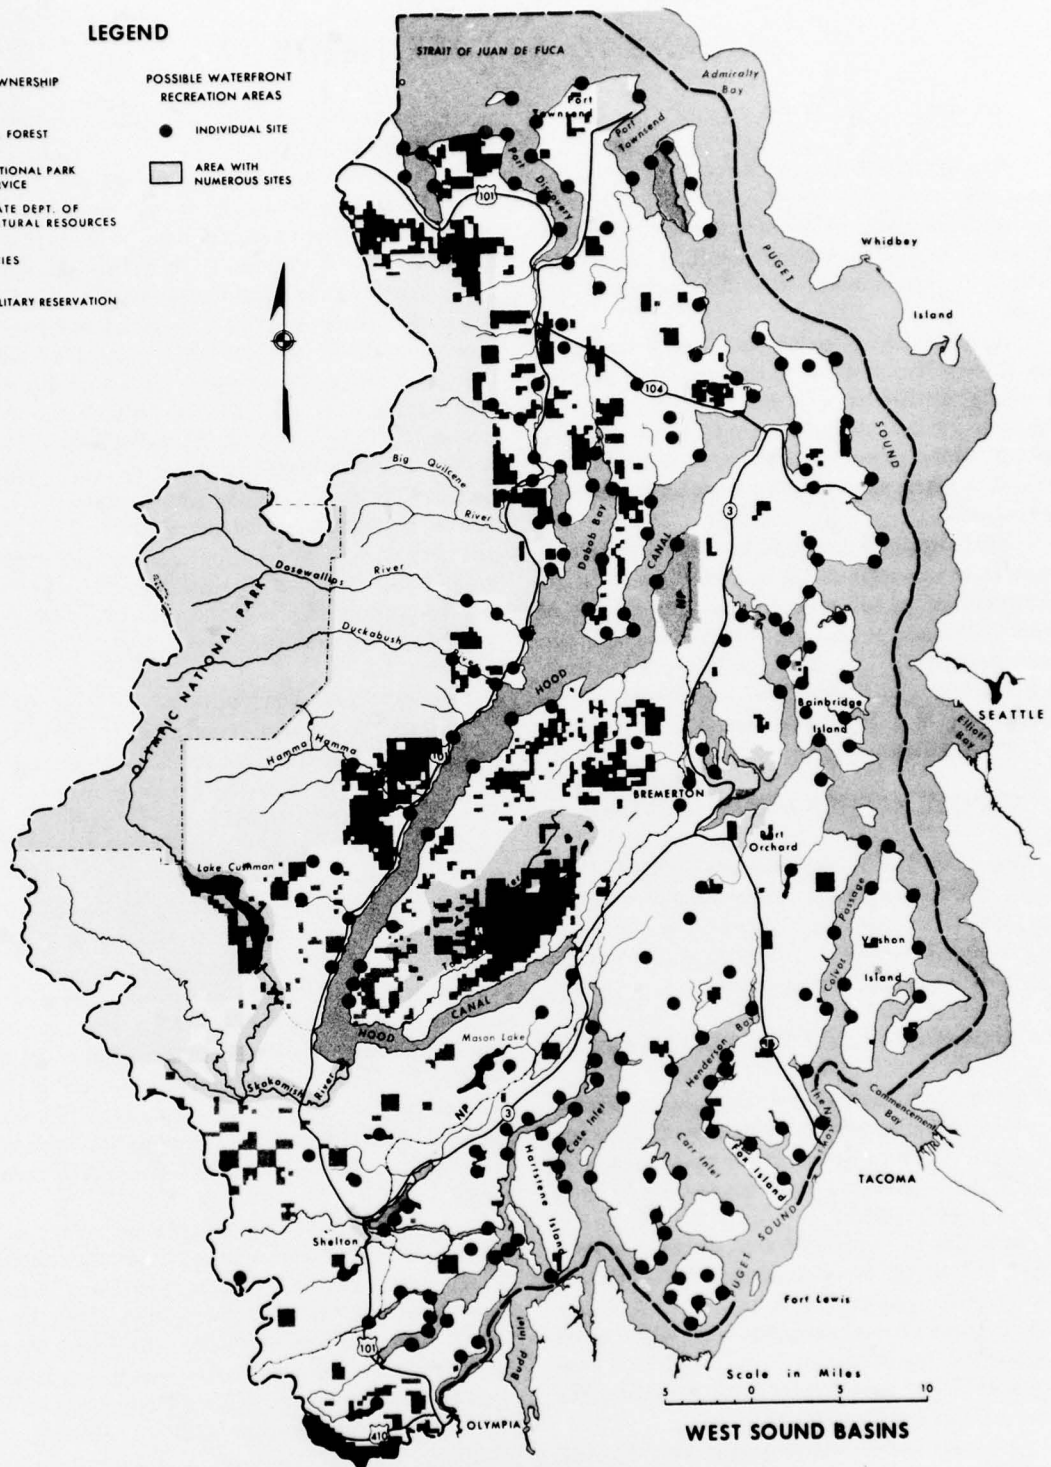 LEGEND
WNERSHIP
FOREST
TIONAL PARK
RVICE
ATE DEPT. OF
TURAL RESOURCES
IES
LITARY RESERVATION
POSSIBLE WATERFRONT
RECREATION AREAS
INDIVIDUAL SITE
AREA WITH
NUMEROUS SITES
STRAIT OF JUAN DE FUCA
Admiralty
Bay
Port
Townsend
Port
Townsend
Port Discovery
101
PUGET SOUND
Whidbey
Island
104
Big Quilcene
River
Dabob Bay
3
CANAL
NP
Dosewallips River
Duckabush
OLYMPIC NATIONAL PARK
HOOD
Hamma Hamma
Bainbridge
Island
SEATTLE
Elliott
Bay
BREMERTON
Port
Orchard
Lake Cushman
Colvos Passage
Vashon
Island
HOOD CANAL
Mason Lake
Henderson Bay
Skokomish River
NP
3
Case Inlet
Carr Inlet
Fox Island
The Narrows
Commencement
Bay
TACOMA
Hartstene Island
PUGET SOUND
Shelton
Fort Lewis
101
Budd Inlet
410
OLYMPIA
Scale in Miles
5 0 5 10
WEST SOUND BASINS